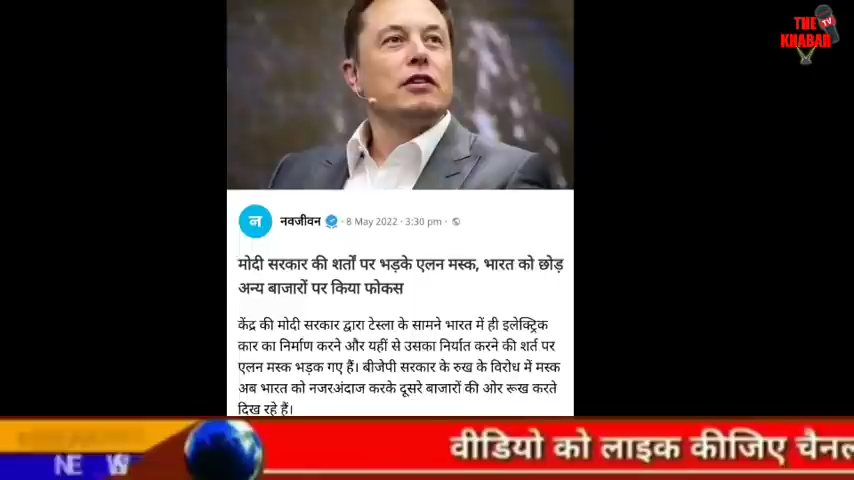 THE TV
KHABAR
न
नवजीवन · 8 May 2022 · 3:30 pm ·
मोदी सरकार की शर्तों पर भड़के एलन मस्क, भारत को छोड़
अन्य बाजारों पर किया फोकस
केंद्र की मोदी सरकार द्वारा टेस्ला के सामने भारत में ही इलेक्ट्रिक
कार का निर्माण करने और यहीं से उसका निर्यात करने की शर्त पर
एलन मस्क भड़क गए हैं। बीजेपी सरकार के रुख के विरोध में मस्क
अब भारत को नजरअंदाज करके दूसरे बाजारों की ओर रूख करते
दिख रहे हैं।
वीडियो को लाइक कीजिए चैनल